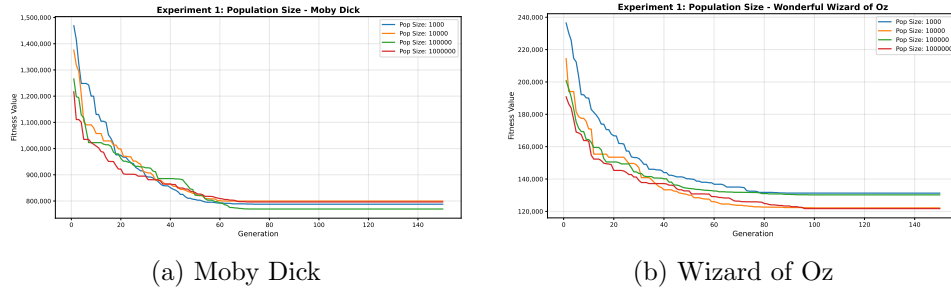 Experiment 1: Population Size - Moby Dick
1,500,000
1,400,000
1,300,000
1,200,000
1,100,000
1,000,000
900,000
800,000
Fitness Value
Pop Size: 1000
Pop Size: 10000
Pop Size: 100000
Pop Size: 1000000
0 20 40 60 80 100 120 140
Generation
(a) Moby Dick
Experiment 1: Population Size - Wonderful Wizard of Oz
240,000
220,000
200,000
180,000
160,000
140,000
120,000
Fitness Value
Pop Size: 1000
Pop Size: 10000
Pop Size: 100000
Pop Size: 1000000
0 20 40 60 80 100 120 140
Generation
(b) Wizard of Oz